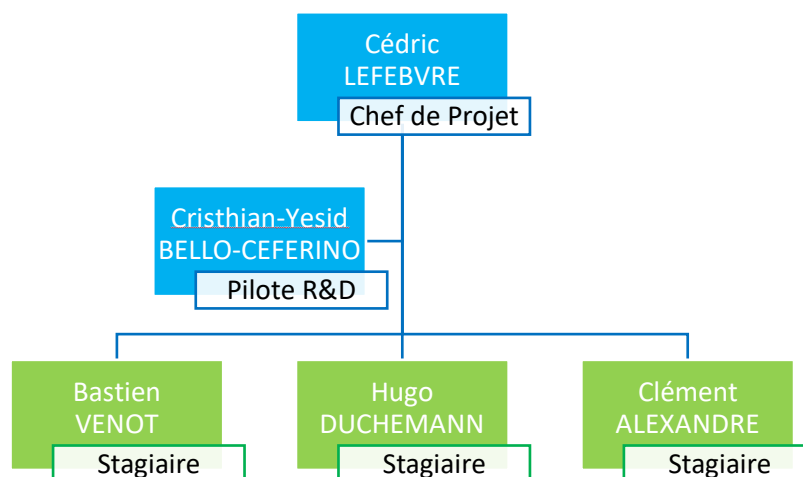 Cédric
LEFEBVRE
Chef de Projet
Cristhian-Yesid
BELLO-CEFERINO
Pilote R&D
Bastien
VENOT
Stagiaire
Hugo
DUCHEMANN
Stagiaire
Clément
ALEXANDRE
Stagiaire